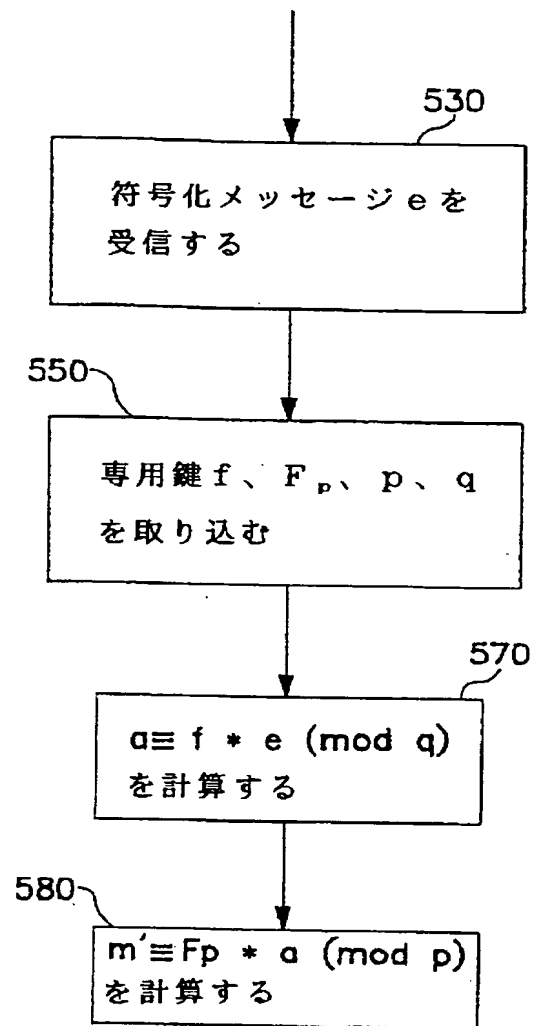 530
符号化メッセージeを
受信する
550
専用鍵f、Fp、p、q
を取り込む
570
a≡ f * e (mod q)
を計算する
580
m′≡Fp * a (mod p)
を計算する